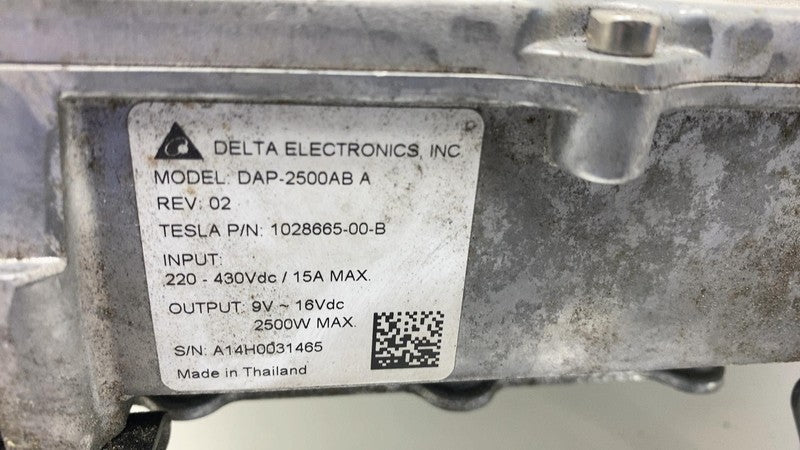 DELTA ELECTRONICS, INC
MODEL: DAP-2500AB A
REV: 02
TESLA P/N: 1028665-00-B
INPUT:
220 - 430Vdc / 15A MAX.
OUTPUT: 9V ~ 16Vdc
2500W MAX.
S/N: A14H0031465
Made in Thailand